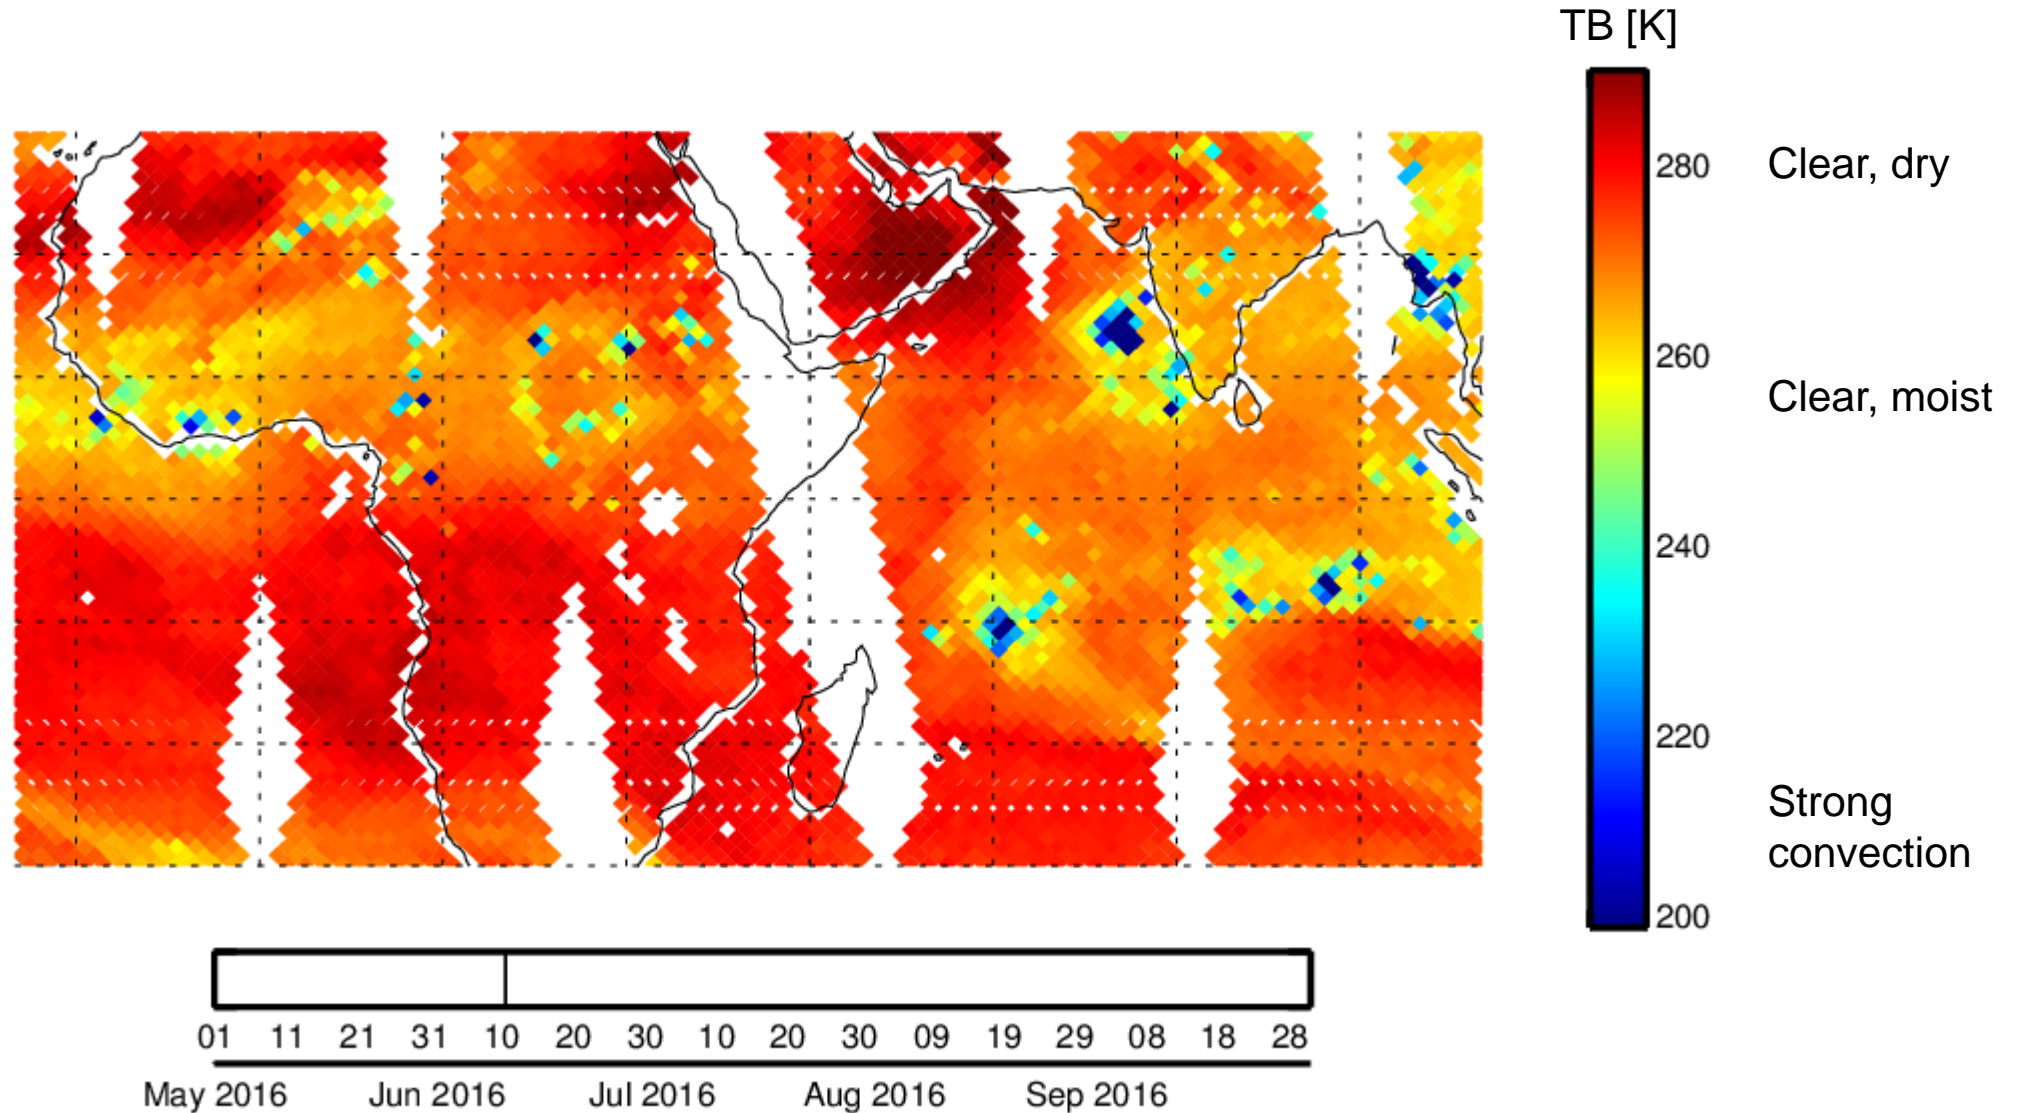 TB [K]
280
Clear, dry
260
Clear, moist
240
220
Strong
convection
200
01 11 21 31 10 20 30 10 20 30 09 19 29 08 18 28
May 2016 Jun 2016 Jul 2016 Aug 2016 Sep 2016